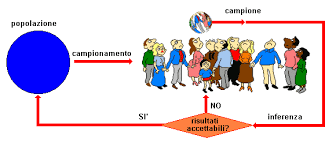 popolazione
campione
campionamento
SI'
NO
risultati
accettabili?
inferenza